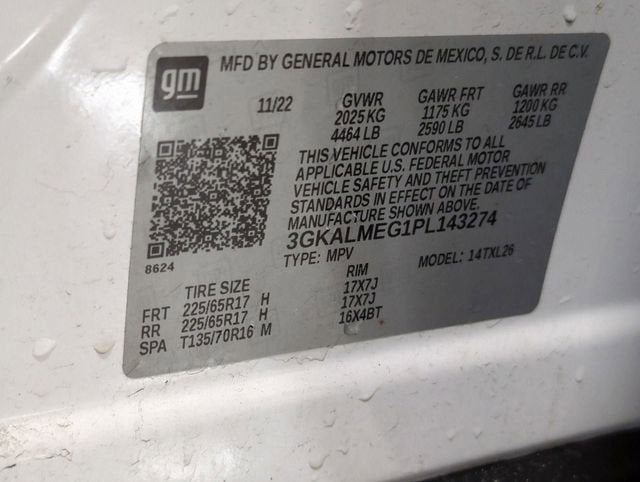 gm
MFD BY GENERAL MOTORS DE MEXICO, S. DE R.L. DE C.V.
11/22 GVWR GAWR FRT GAWR RR
2025 KG 1175 KG 1200 KG
4464 LB 2590 LB 2645 LB
THIS VEHICLE CONFORMS TO ALL
APPLICABLE U.S. FEDERAL MOTOR
VEHICLE SAFETY AND THEFT PREVENTION
STANDARDS IN EFFECT ON THE DATE OF
MANUFACTURE SHOWN ABOVE.
3GKALMEG1PL143274
8624
TYPE: MPV MODEL: 14TXL26
TIRE SIZE RIM
FRT 225/65R17 H 17X7J
RR 225/65R17 H 17X7J
SPA T135/70R16 M 16X4BT